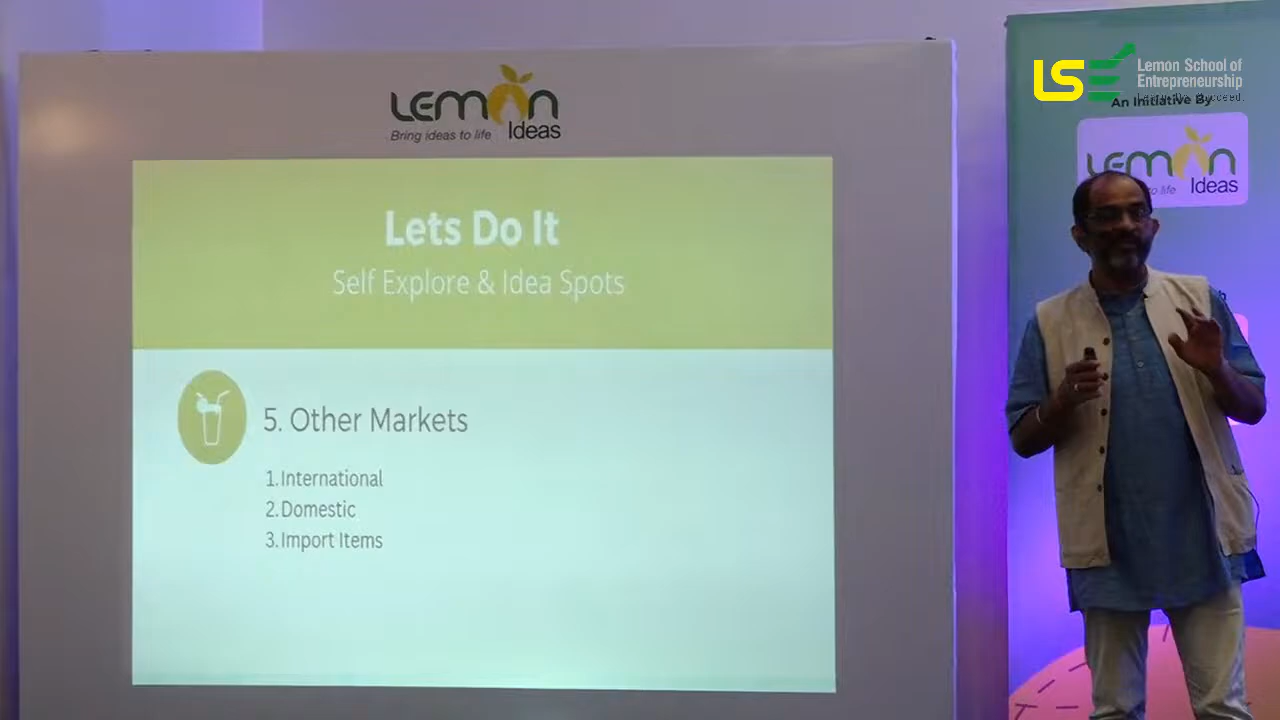 LEMON
Bring ideas to life Ideas
Lets Do It
Self Explore & Idea Spots
5. Other Markets
1.International
2.Domestic
3.Import Items
LSE
Lemon School of
Entrepreneurship
An Initiative By
LEMON
to life Ideas